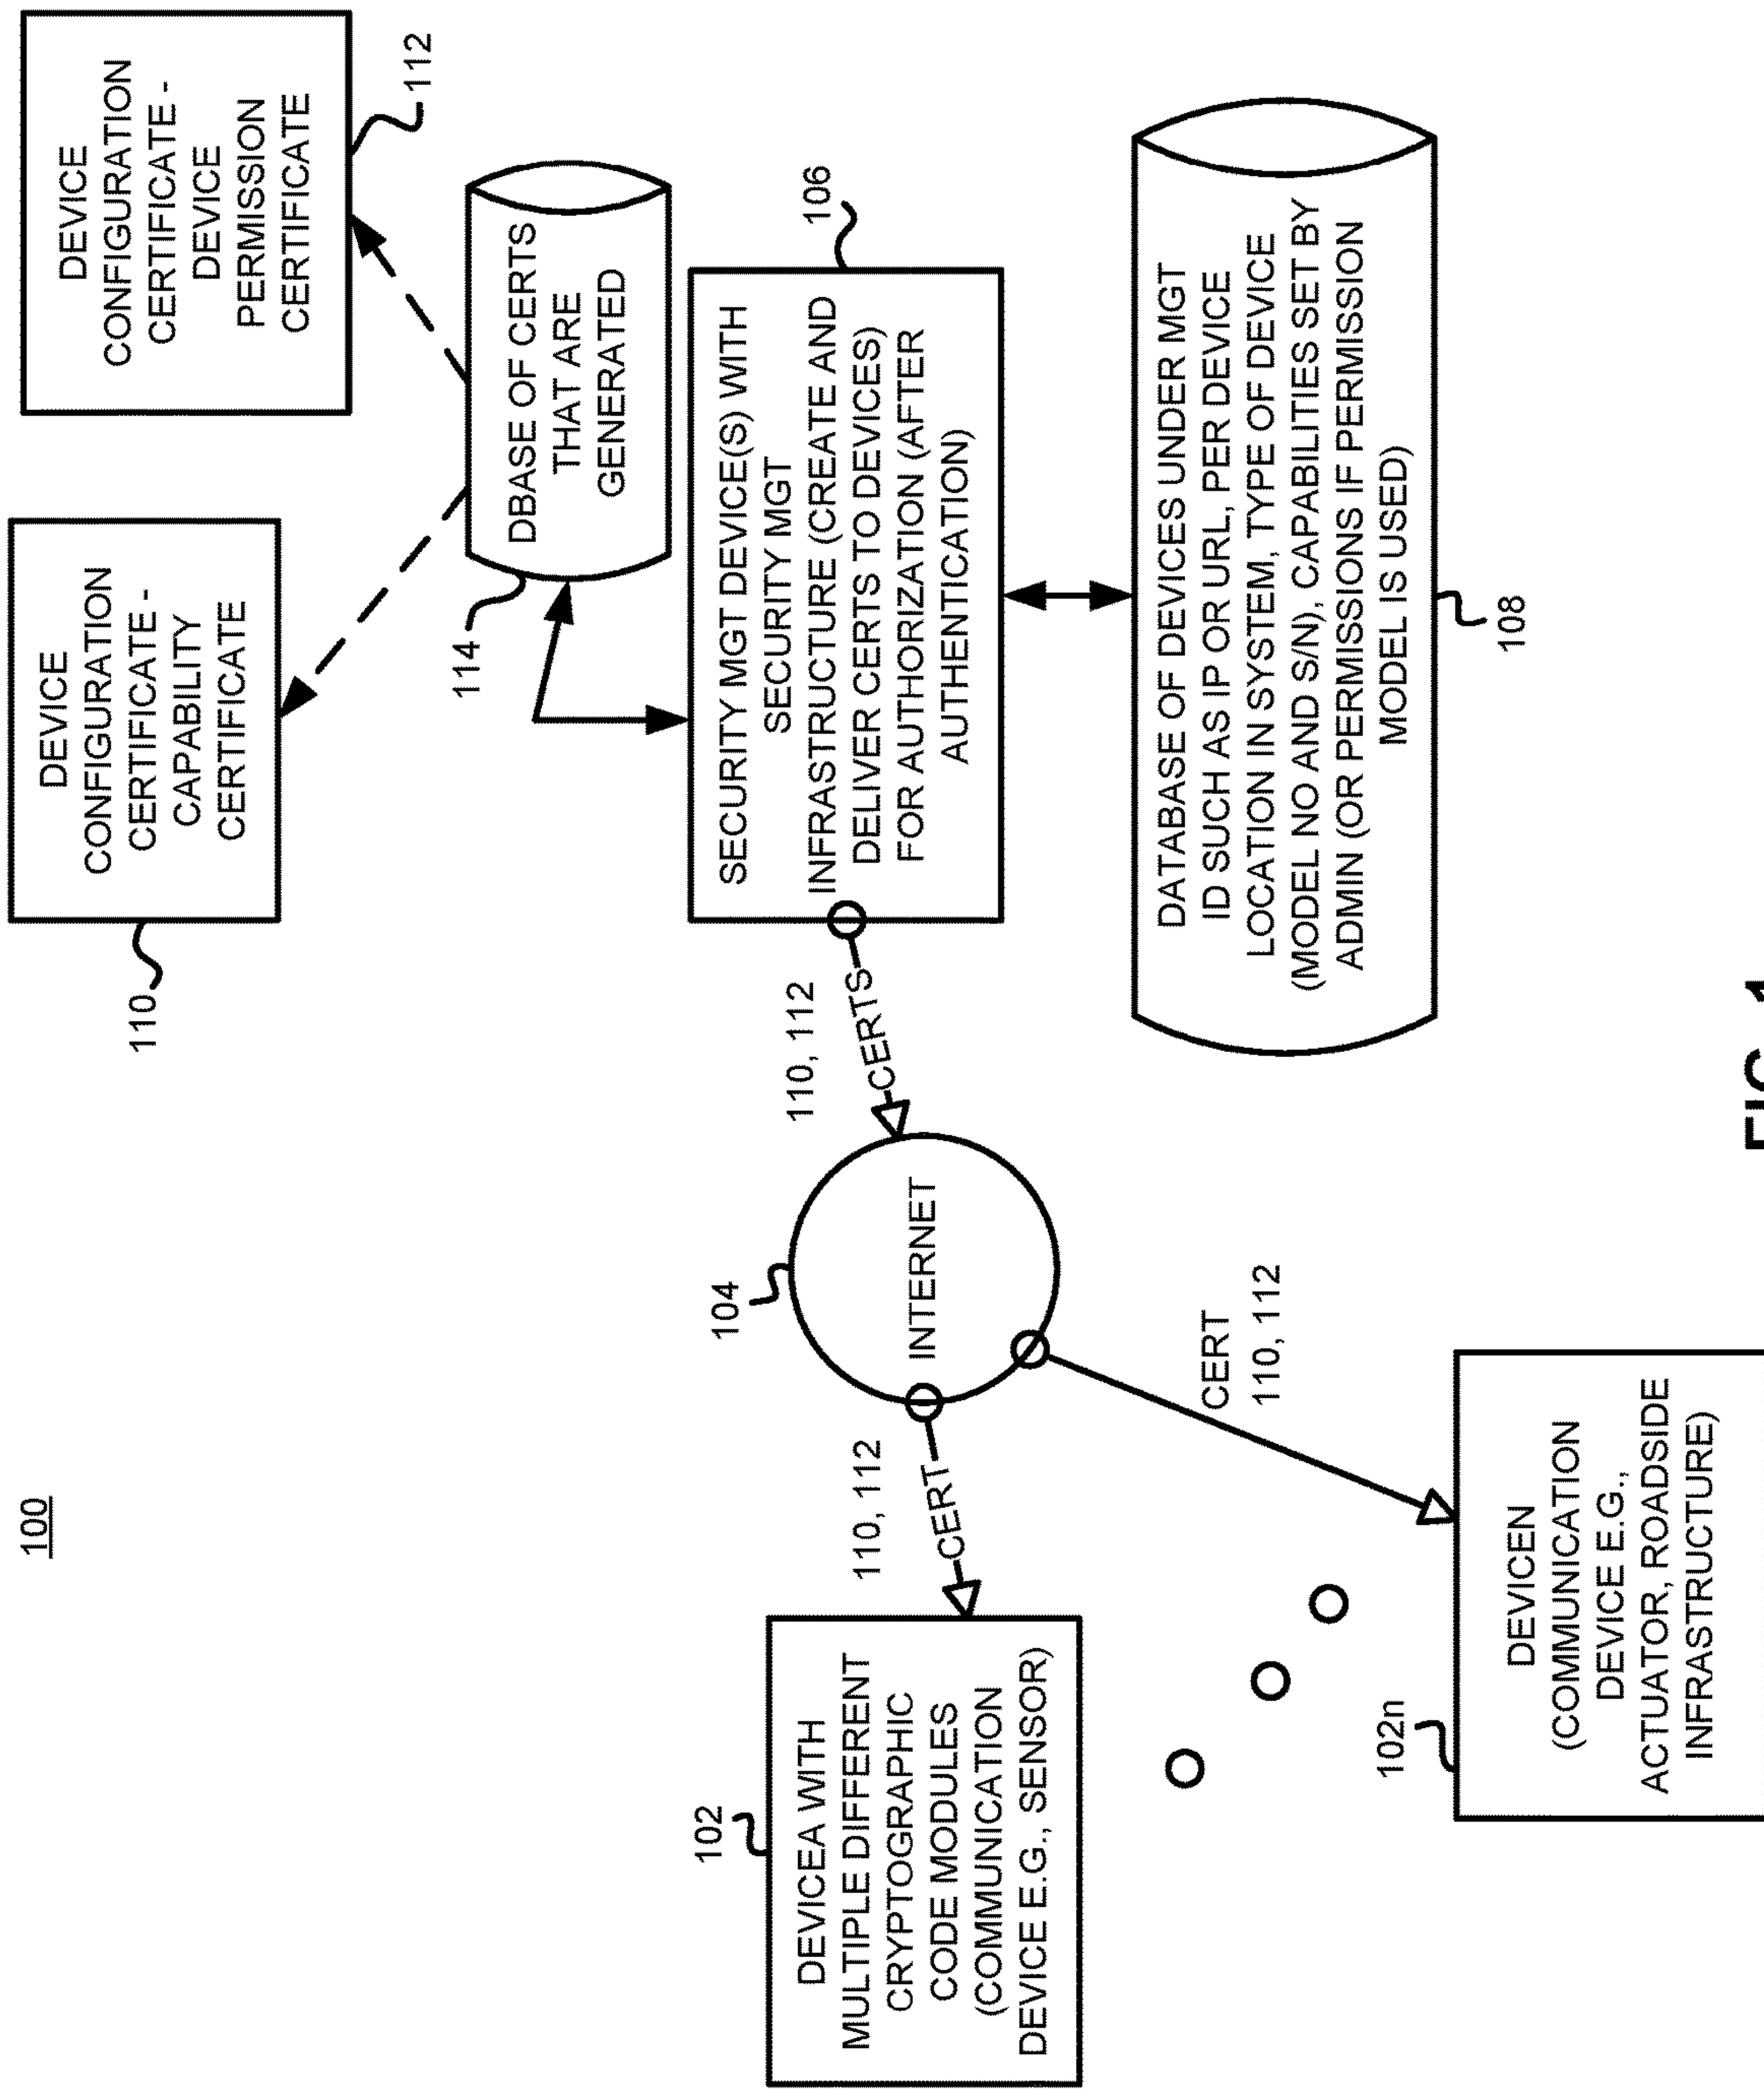 100
DEVICE
CONFIGURATION
CERTIFICATE -
CAPABILITY
CERTIFICATE
110
DEVICE
CONFIGURATION
CERTIFICATE -
DEVICE
PERMISSION
CERTIFICATE
112
DBASE OF CERTS
THAT ARE
GENERATED
114
SECURITY MGT DEVICE(S) WITH
SECURITY MGT
INFRASTRUCTURE (CREATE AND
DELIVER CERTS TO DEVICES)
FOR AUTHORIZATION (AFTER
AUTHENTICATION)
106
110, 112
CERTS
104
INTERNET
110, 112
CERT
102
DEVICEA WITH
MULTIPLE DIFFERENT
CRYPTOGRAPHIC
CODE MODULES
(COMMUNICATION
DEVICE E.G., SENSOR)
CERT
110, 112
102n
DEVICEN
(COMMUNICATION
DEVICE E.G.,
ACTUATOR, ROADSIDE
INFRASTRUCTURE)
DATABASE OF DEVICES UNDER MGT
ID SUCH AS IP OR URL, PER DEVICE
LOCATION IN SYSTEM, TYPE OF DEVICE
(MODEL NO AND S/N), CAPABILITIES SET BY
ADMIN (OR PERMISSIONS IF PERMISSION
MODEL IS USED)
108
FIG. 1